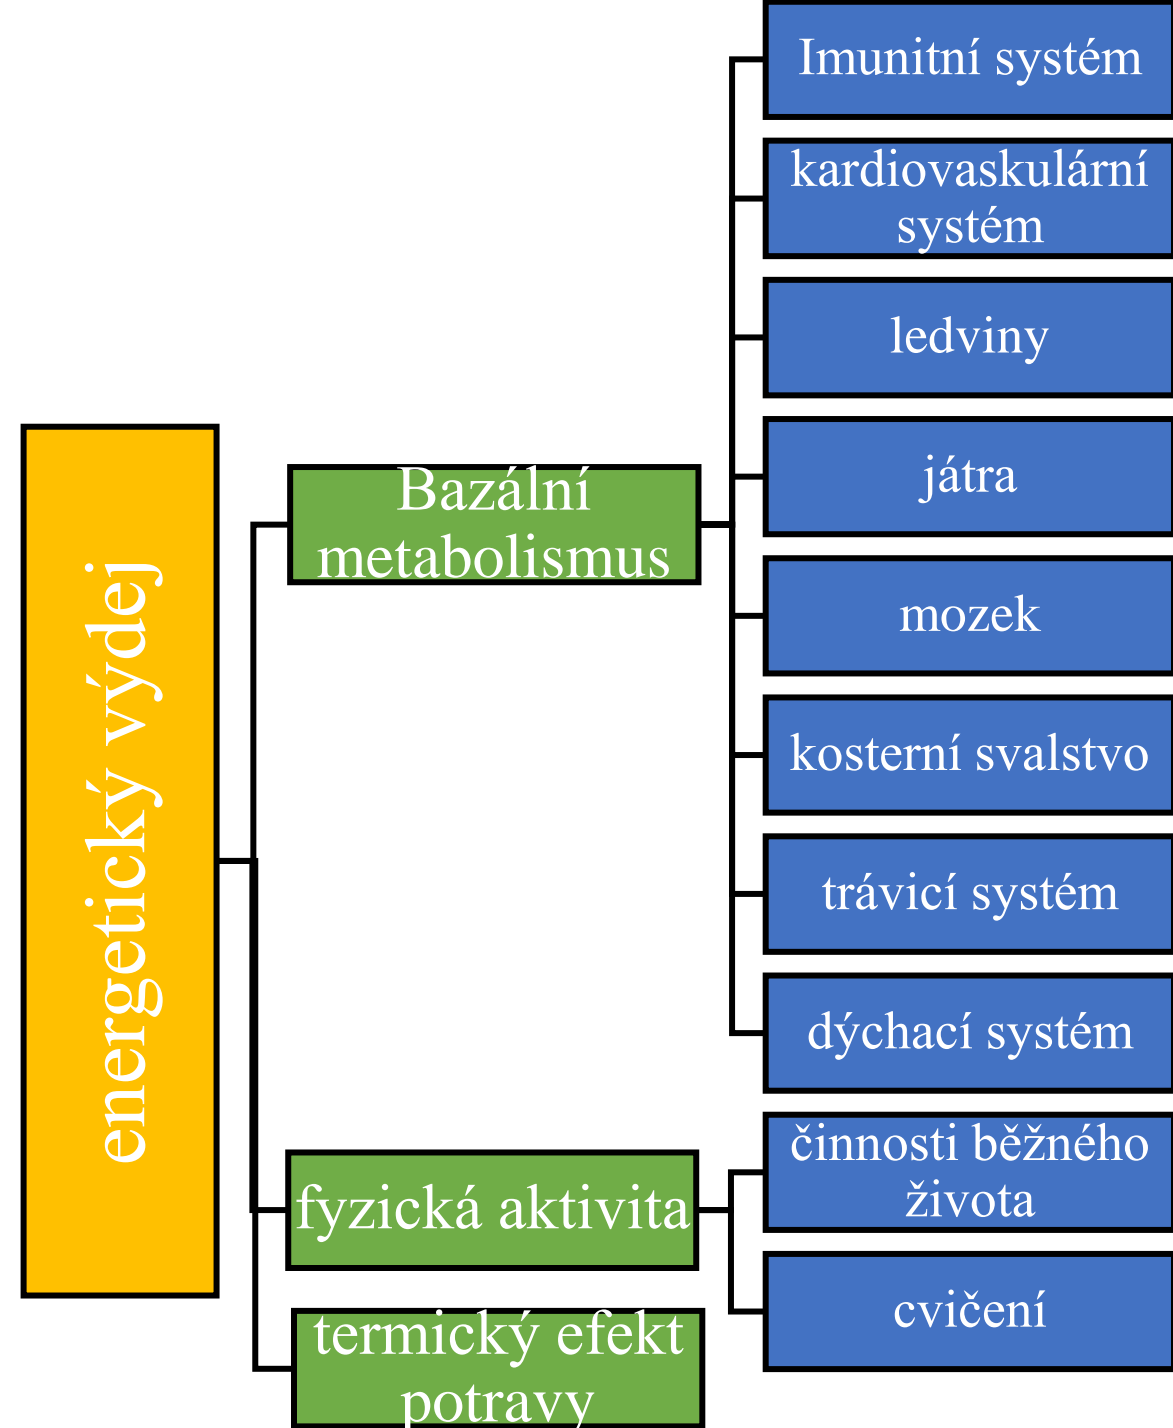 energetický výdej
Bazální
metabolismus
Imunitní systém
kardiovaskulární
systém
ledviny
játra
mozek
kosterní svalstvo
trávicí systém
dýchací systém
fyzická aktivita
činnosti běžného
života
cvičení
termický efekt
potravy